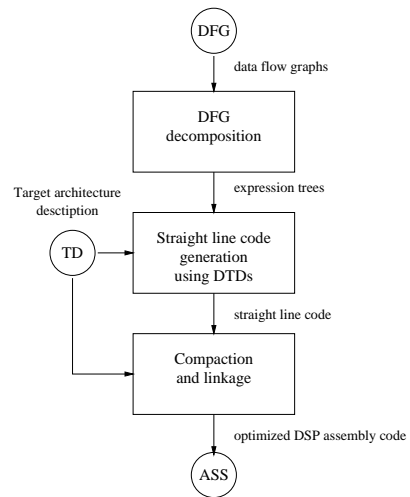 DFG
data flow graphs
DFG
decomposition
expression trees
Target architecture
desctiption
TD
Straight line code
generation
using DTDs
straight line code
Compaction
and linkage
optimized DSP assembly code
ASS